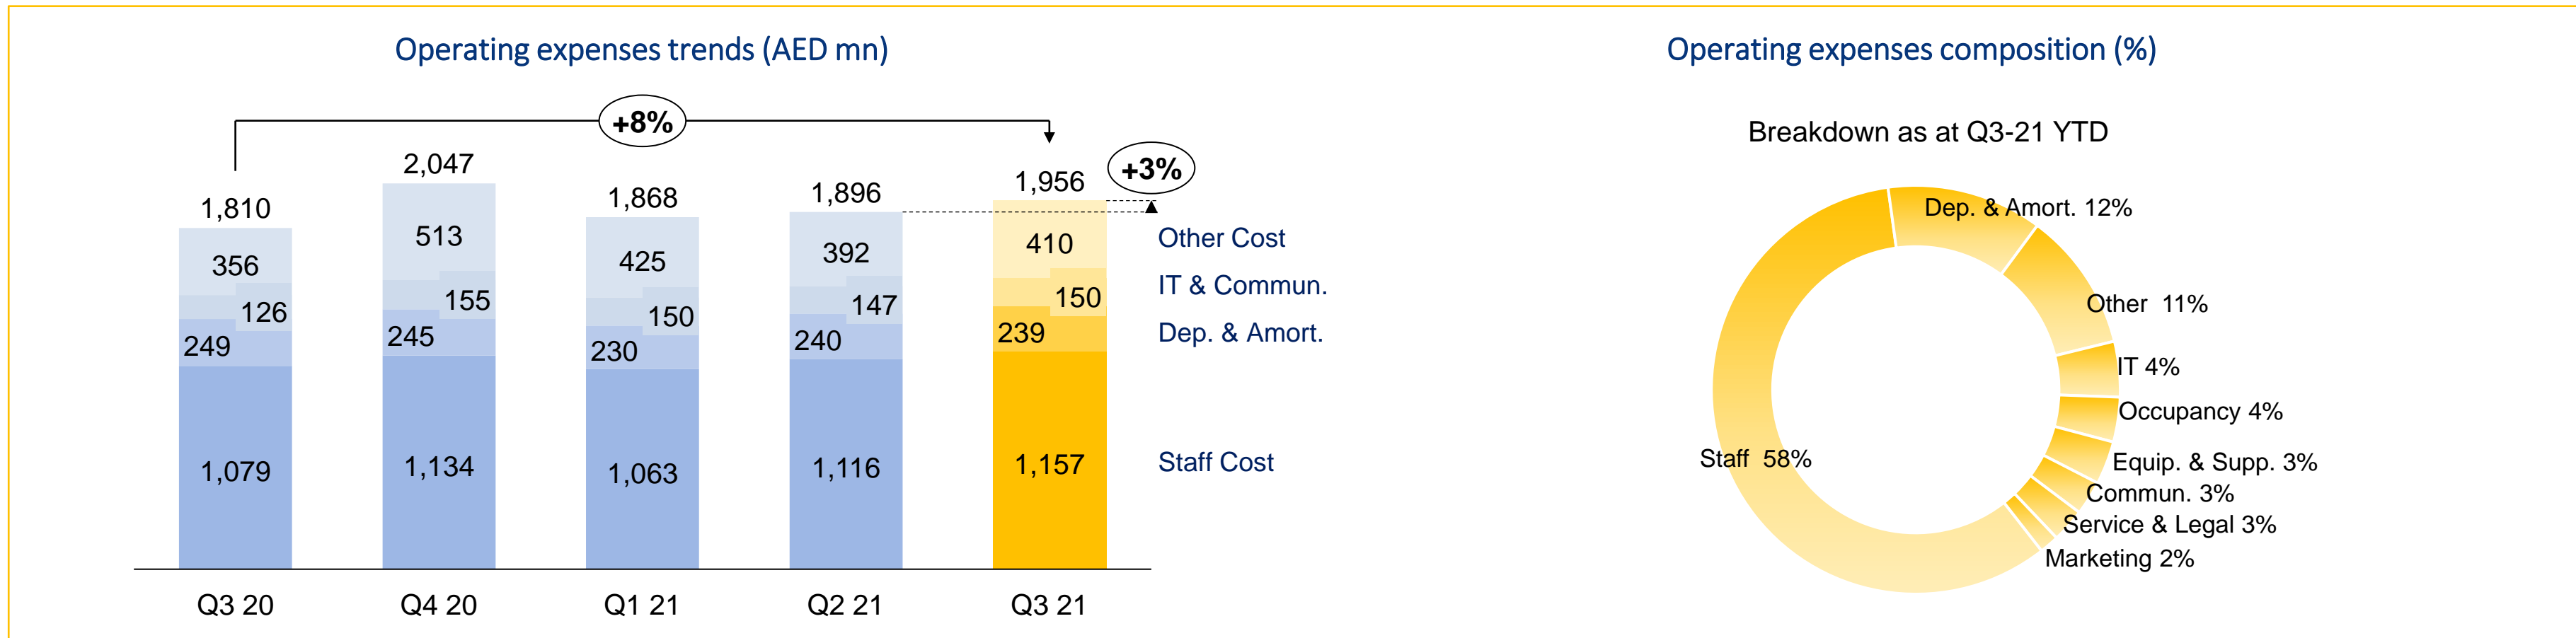 Operating expenses trends (AED mn)
+8%
+3%
1,810
2,047
1,868
1,896
1,956
356
513
425
392
410
126
155
150
147
150
249
245
230
240
239
1,079
1,134
1,063
1,116
1,157
Other Cost
IT & Commun.
Dep. & Amort.
Staff Cost
Q3 20
Q4 20
Q1 21
Q2 21
Q3 21
Operating expenses composition (%)
Breakdown as at Q3-21 YTD
Dep. & Amort. 12%
Other 11%
IT 4%
Occupancy 4%
Equip. & Supp. 3%
Commun. 3%
Service & Legal 3%
Marketing 2%
Staff 58%